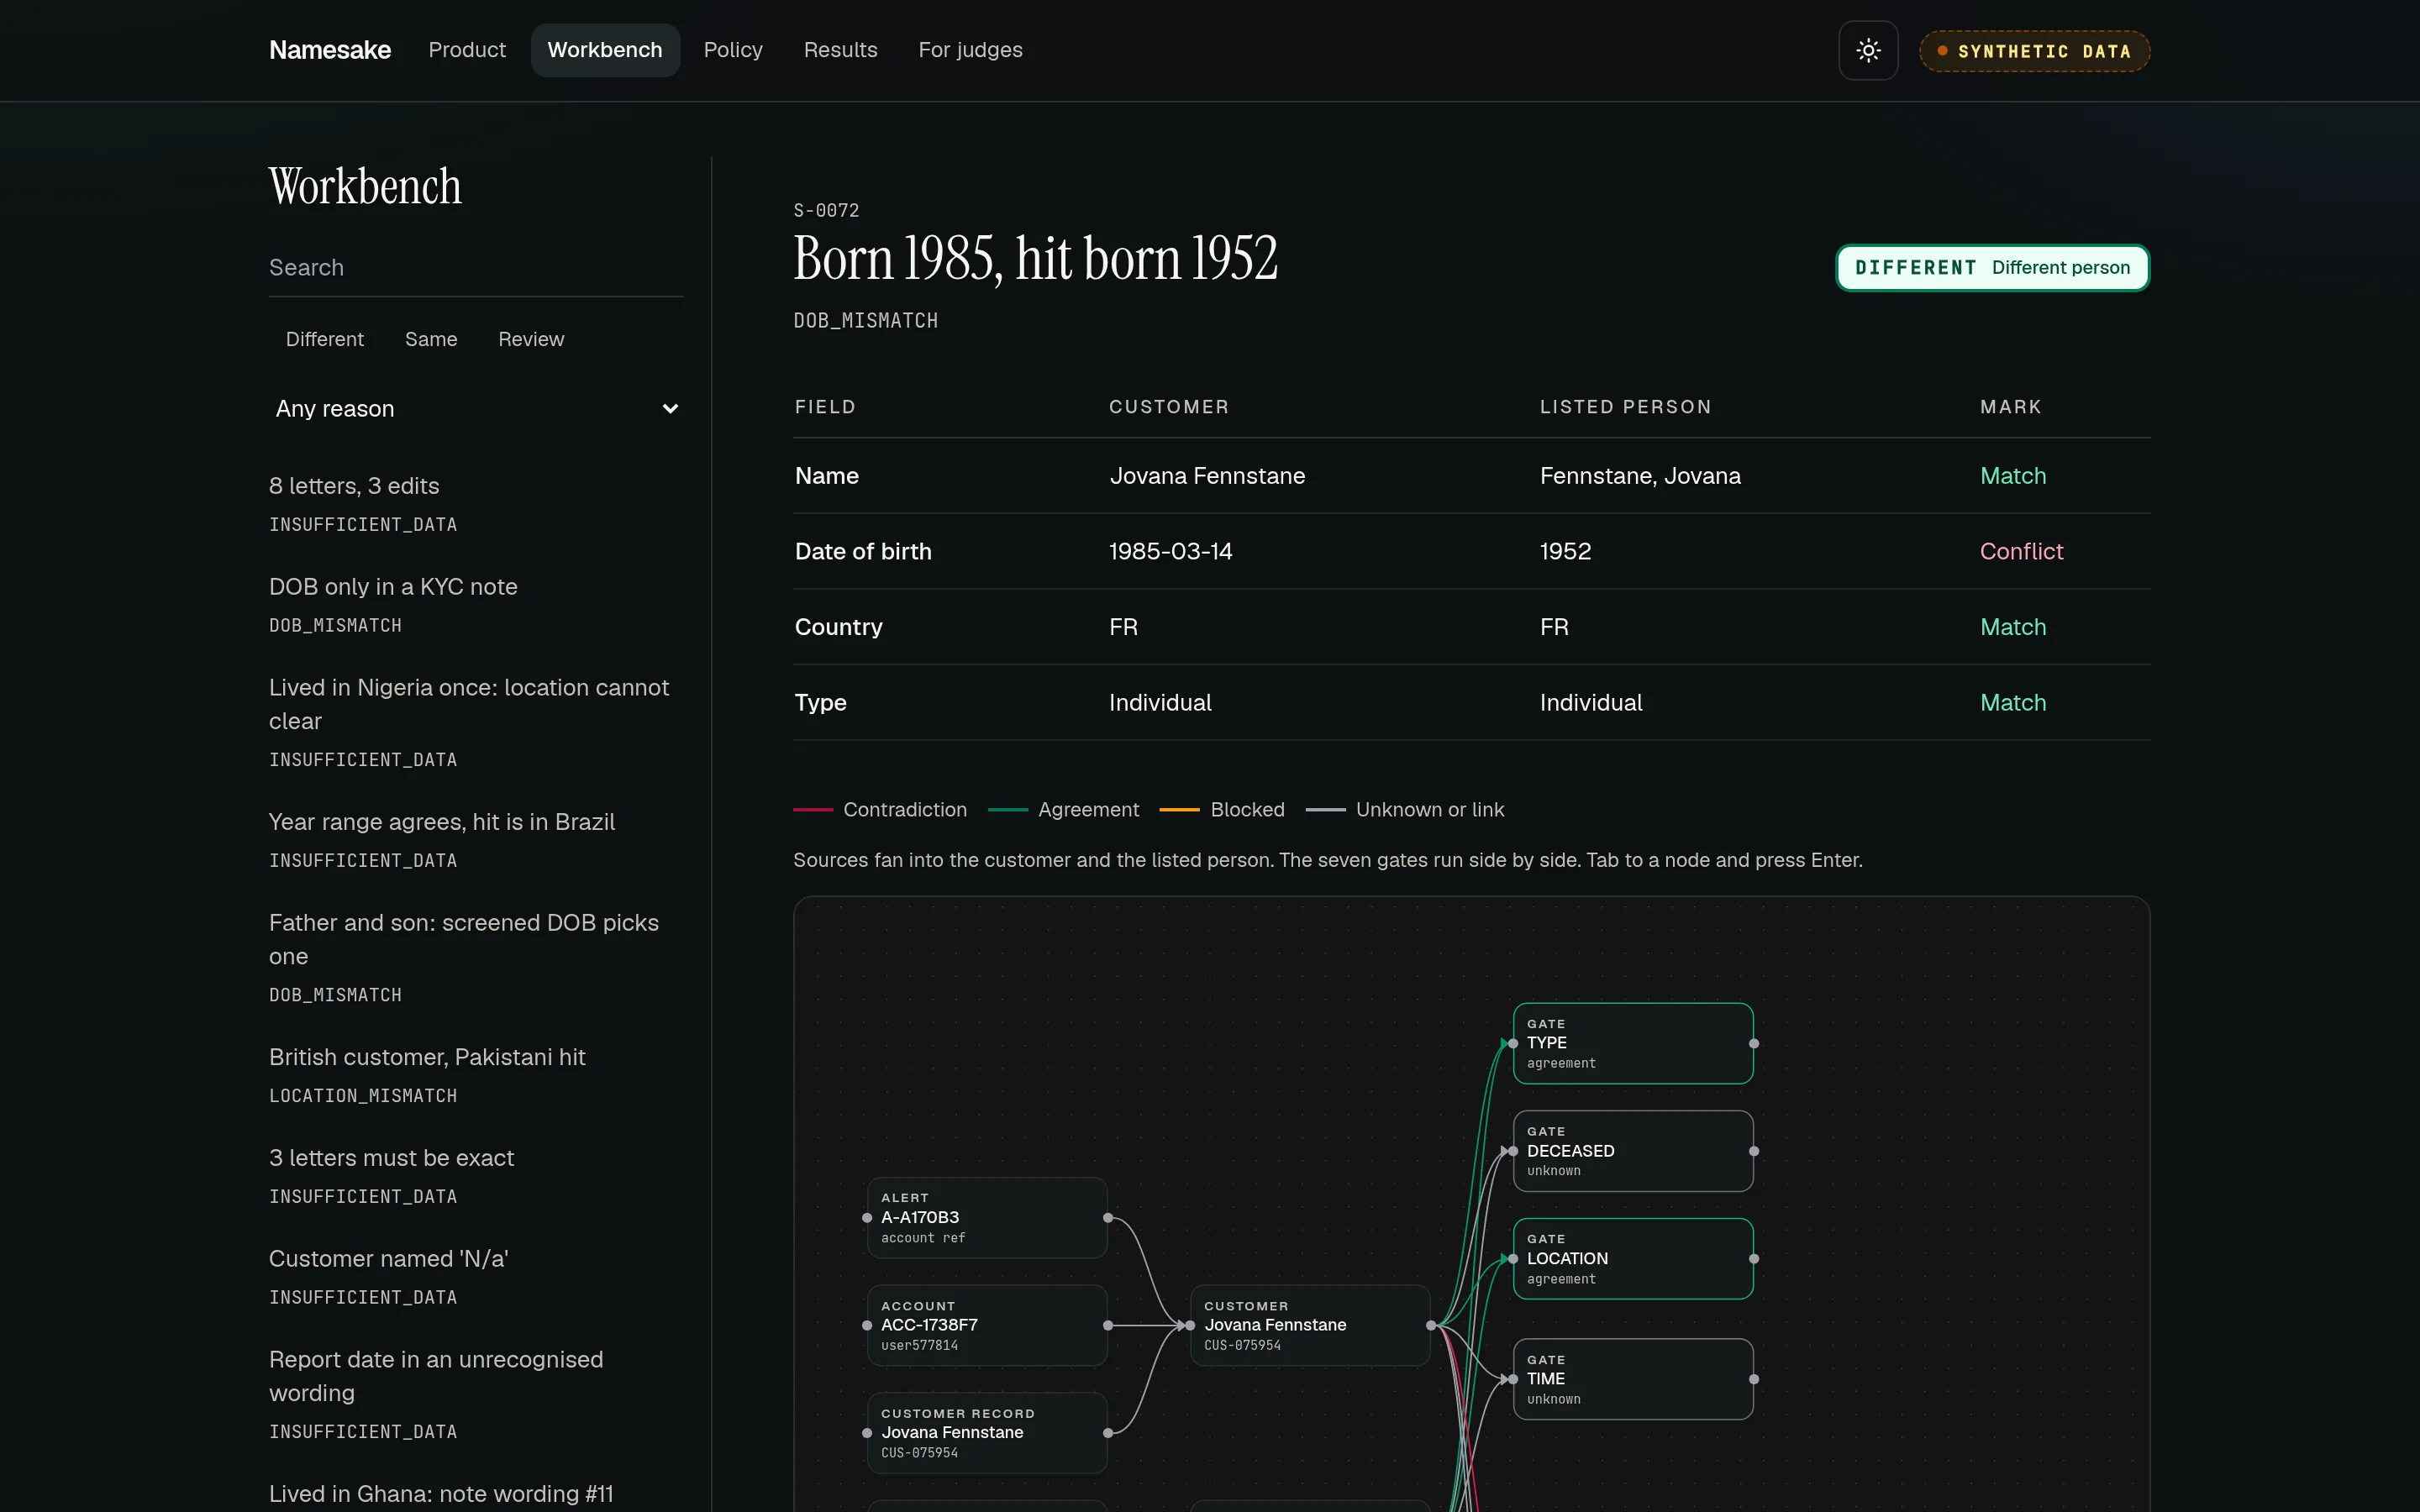 Namesake
Product
Workbench
Policy
Results
For judges
SYNTHETIC DATA
Workbench
Search
Different
Same
Review
Any reason
8 letters, 3 edits
INSUFFICIENT_DATA
DOB only in a KYC note
DOB_MISMATCH
Lived in Nigeria once: location cannot
clear
INSUFFICIENT_DATA
Year range agrees, hit is in Brazil
INSUFFICIENT_DATA
Father and son: screened DOB picks
one
DOB_MISMATCH
British customer, Pakistani hit
LOCATION_MISMATCH
3 letters must be exact
INSUFFICIENT_DATA
Customer named 'N/a'
INSUFFICIENT_DATA
Report date in an unrecognised
wording
INSUFFICIENT_DATA
Lived in Ghana: note wording #11
S-0072
Born 1985, hit born 1952
DOB_MISMATCH
DIFFERENT Different person
FIELD CUSTOMER LISTED PERSON MARK
Name Jovana Fennstane Fennstane, Jovana Match
Date of birth 1985-03-14 1952 Conflict
Country FR FR Match
Type Individual Individual Match
Contradiction
Agreement
Blocked
Unknown or link
Sources fan into the customer and the listed person. The seven gates run side by side. Tab to a node and press Enter.
ALERT
A-A170B3
account ref
ACCOUNT
ACC-1738F7
user577814
CUSTOMER RECORD
Jovana Fennstane
CUS-075954
CUSTOMER
Jovana Fennstane
CUS-075954
GATE
TYPE
agreement
GATE
DECEASED
unknown
GATE
LOCATION
agreement
GATE
TIME
unknown